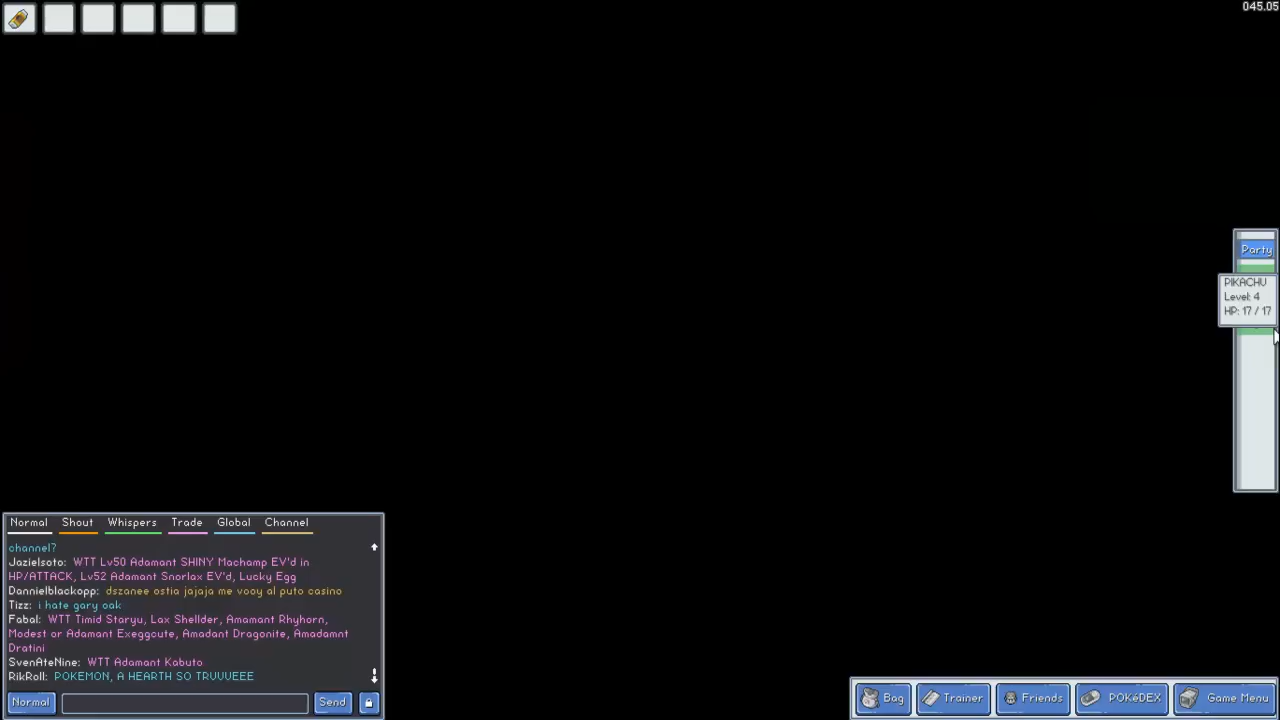 045.05
Party
PIKACHU
Level: 4
HP: 17 / 17
Normal Shout Whispers Trade Global Channel
channel?
Jazielsoto: WTT Lv50 Adamant SHINY Machamp EV'd in
HP/ATTACK, Lv52 Adamant Snorlax EV'd, Lucky Egg
Dannielblackopp: dszanee ostia jajaja me vooy al puto casino
Tizz: i hate gary oak
Fabal: WTT Timid Staryu, Lax Shellder, Amamant Rhyhorn,
Modest or Adamant Exeggcute, Amadant Dragonite, Amadamnt
Dratini
SvenAteNine: WTT Adamant Kabuto
RikRoll: POKEMON, A HEARTH SO TRUVUEEE
Normal Send
Bag Trainer Friends POKéDEX Game Menu